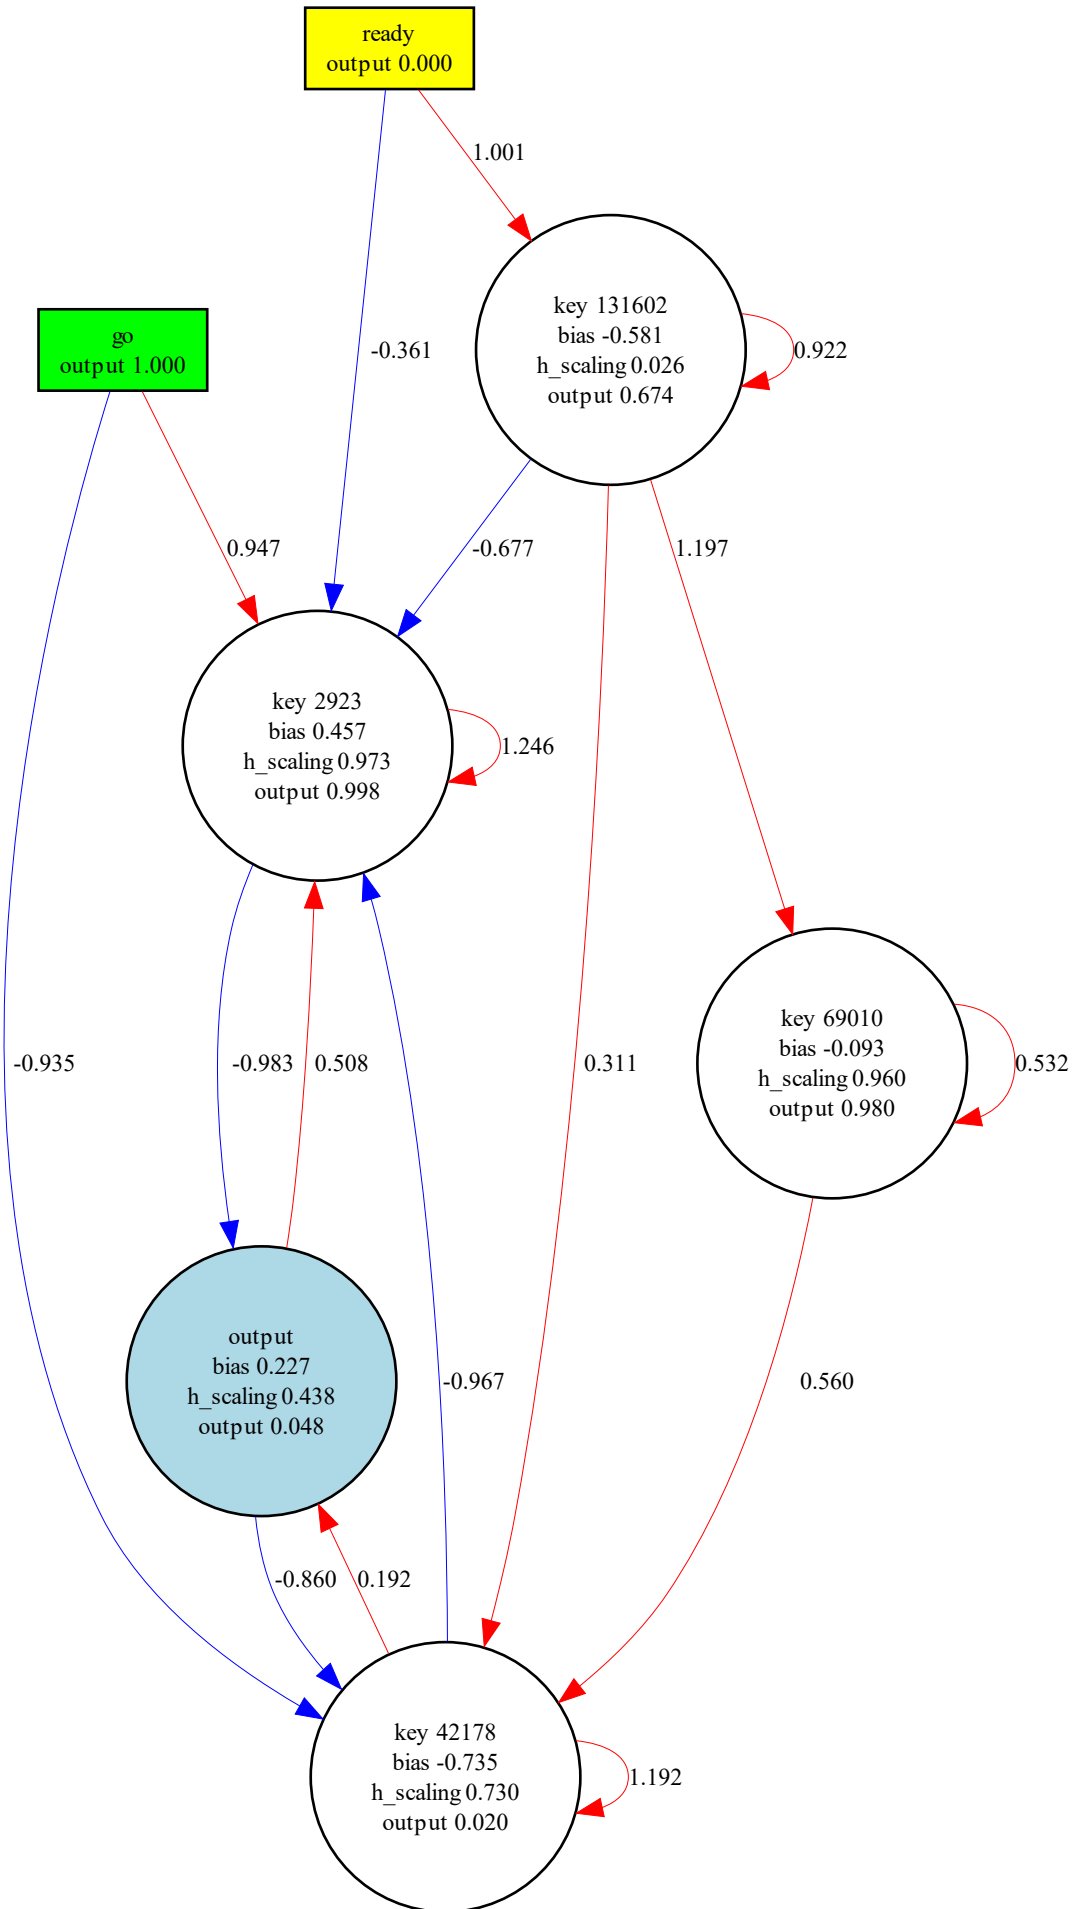 ready
output 0.000
1.001
key 131602
bias -0.581
h_scaling 0.026
output 0.674
0.922
go
output 1.000
-0.361
0.947
-0.677
1.197
key 2923
bias 0.457
h_scaling 0.973
output 0.998
1.246
key 69010
bias -0.093
h_scaling 0.960
output 0.980
0.532
-0.935
-0.983
0.508
0.311
output
bias 0.227
h_scaling 0.438
output 0.048
-0.967
0.560
-0.860
0.192
key 42178
bias -0.735
h_scaling 0.730
output 0.020
1.192